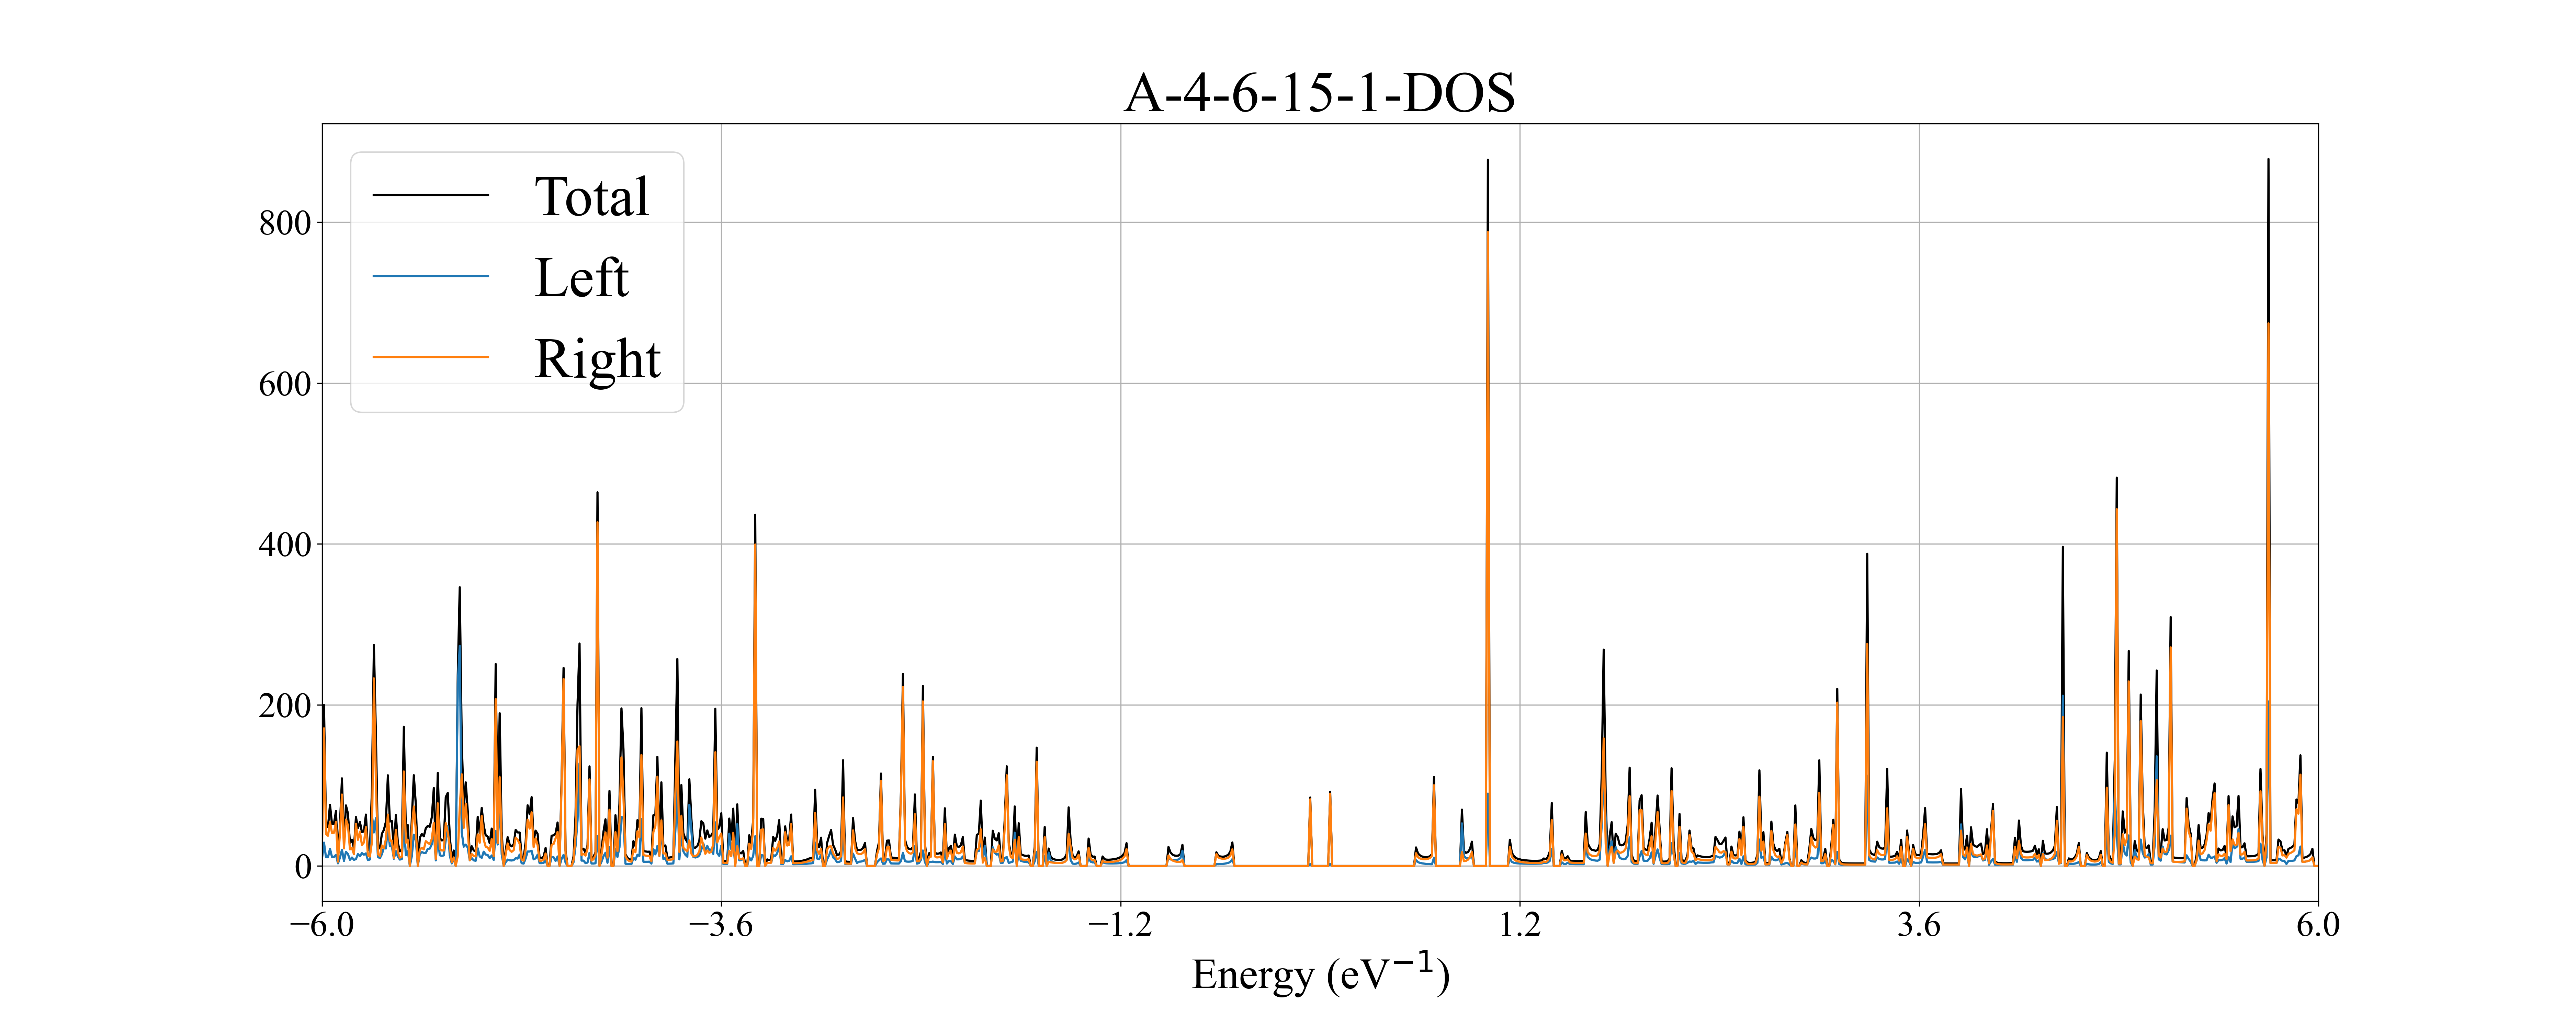 A-4-6-15-1-DOS
Total
Left
Right
800
600
400
200
0
−6.0 −3.6 −1.2 1.2 3.6 6.0
Energy (eV⁻¹)